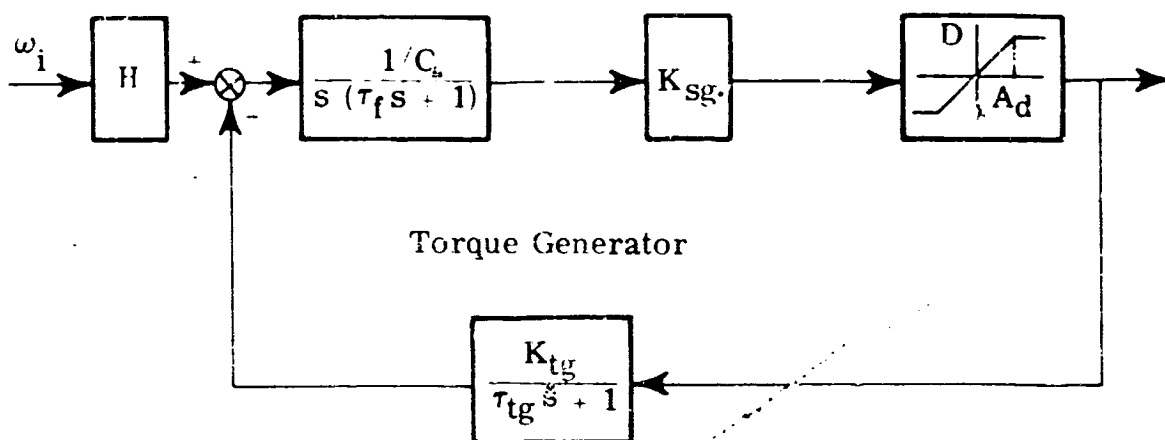 ω_i
H
+
-
1/C
s (τ_f s + 1)
K_sg.
D
A_d
Torque Generator
K_tg
τ_tg s + 1